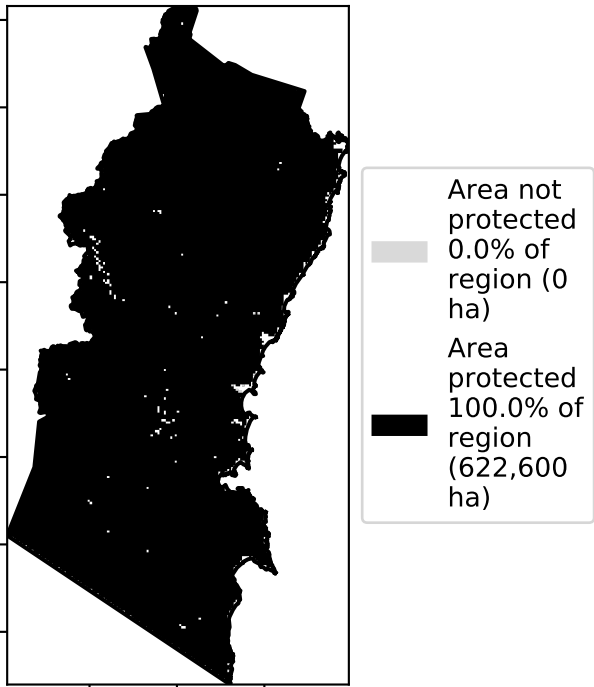 Area not
protected
0.0% of
region (0
ha)
Area
protected
100.0% of
region
(622,600
ha)